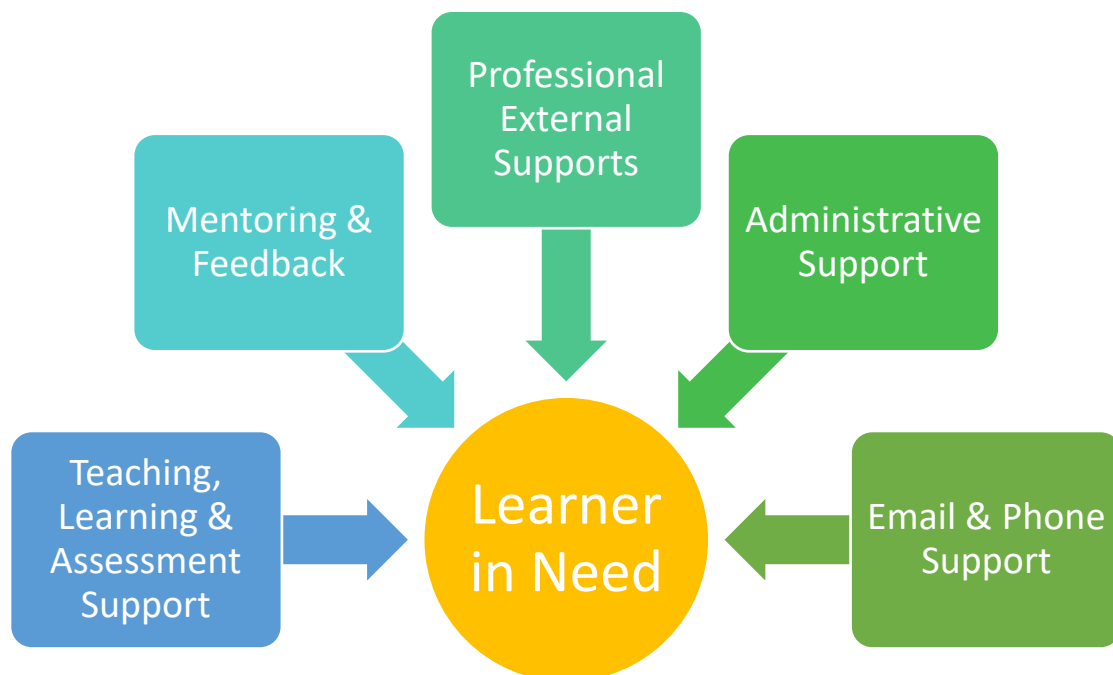 Professional
External
Supports
Mentoring &
Feedback
Administrative
Support
Teaching,
Learning &
Assessment
Support
Learner
in Need
Email & Phone
Support